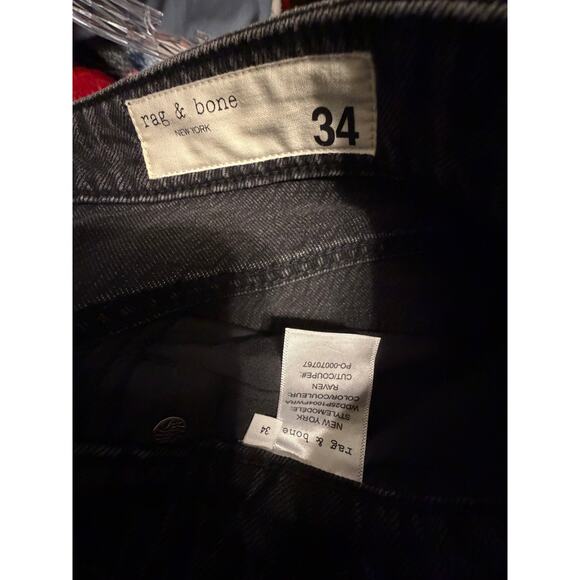 rag & bone
NEW YORK
34
rag & bone
NEW YORK
STYLE/MODELE:
WDD25P1004PWRA
COLOR/COULEUR:
RAVEN
CUT/COUPE#:
PO-00070767
34